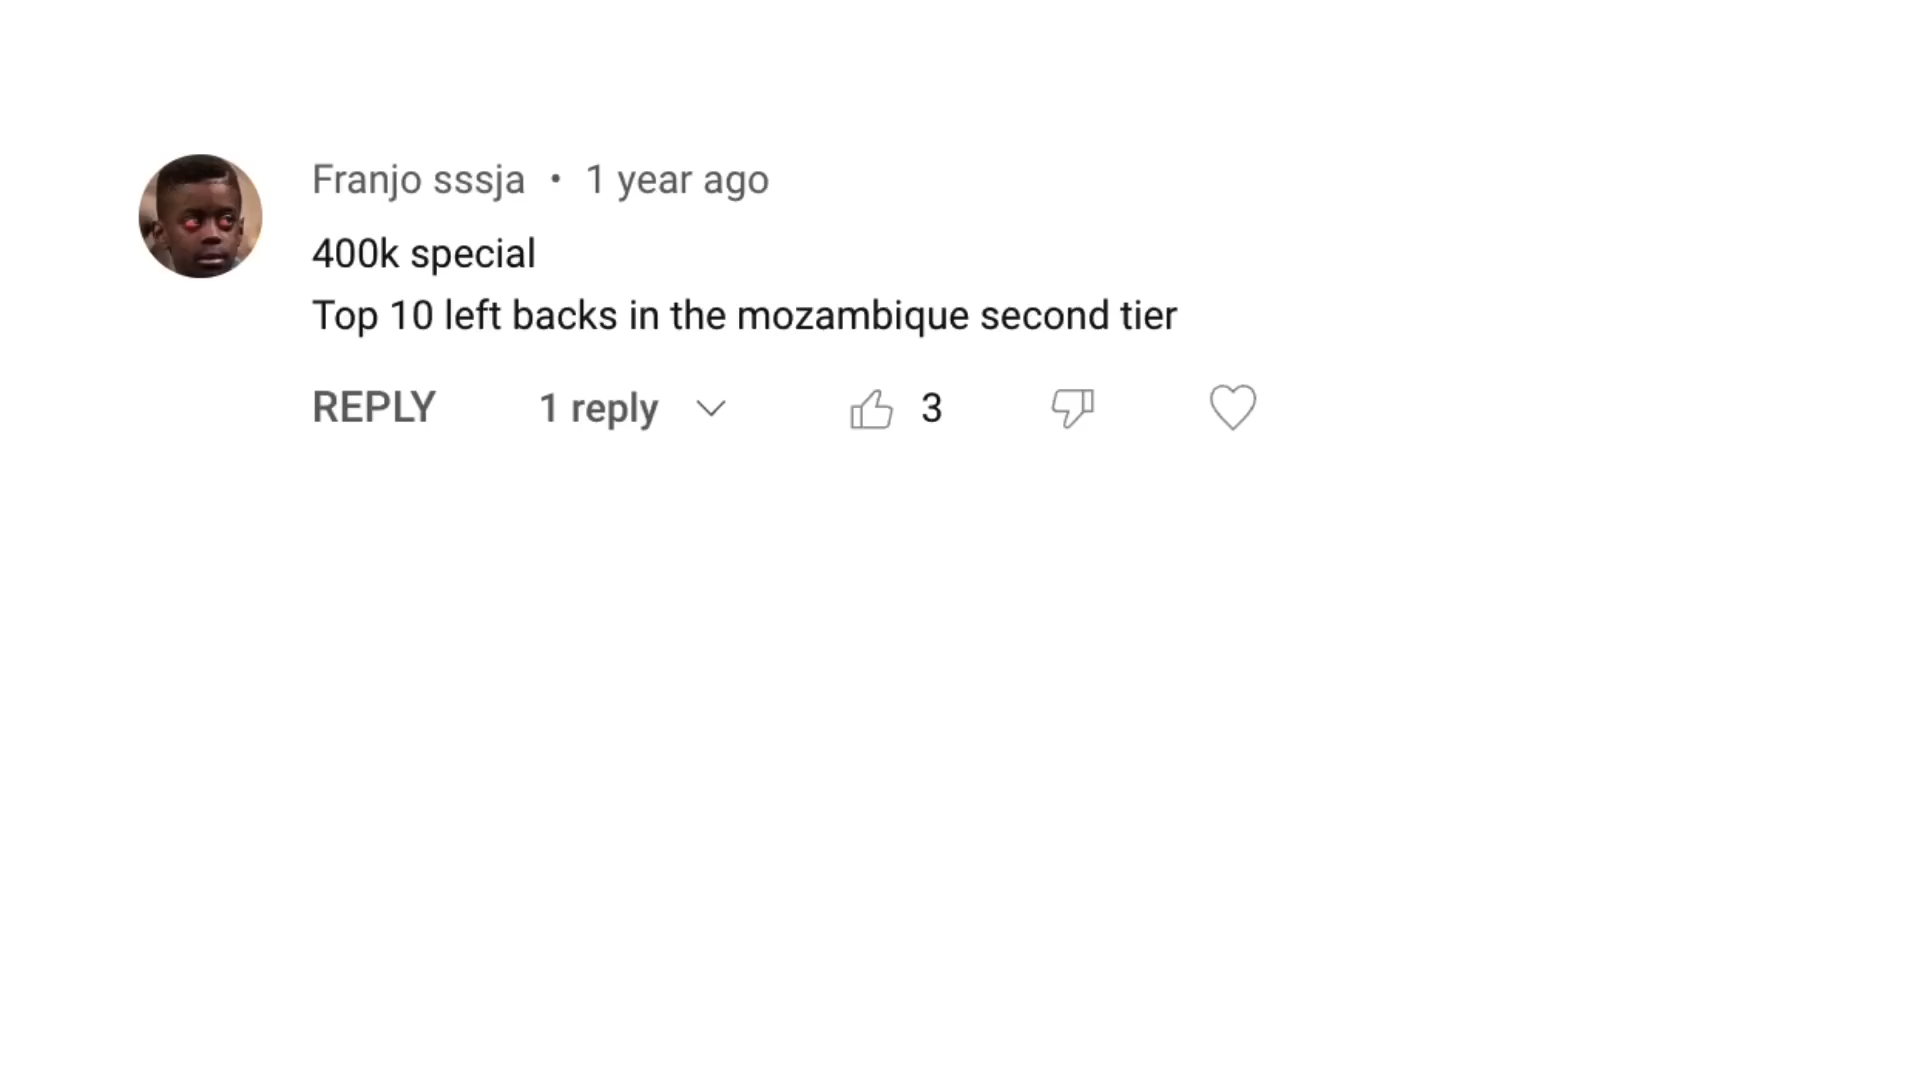 Franjo sssja • 1 year ago
400k special
Top 10 left backs in the mozambique second tier
REPLY 1 reply 3